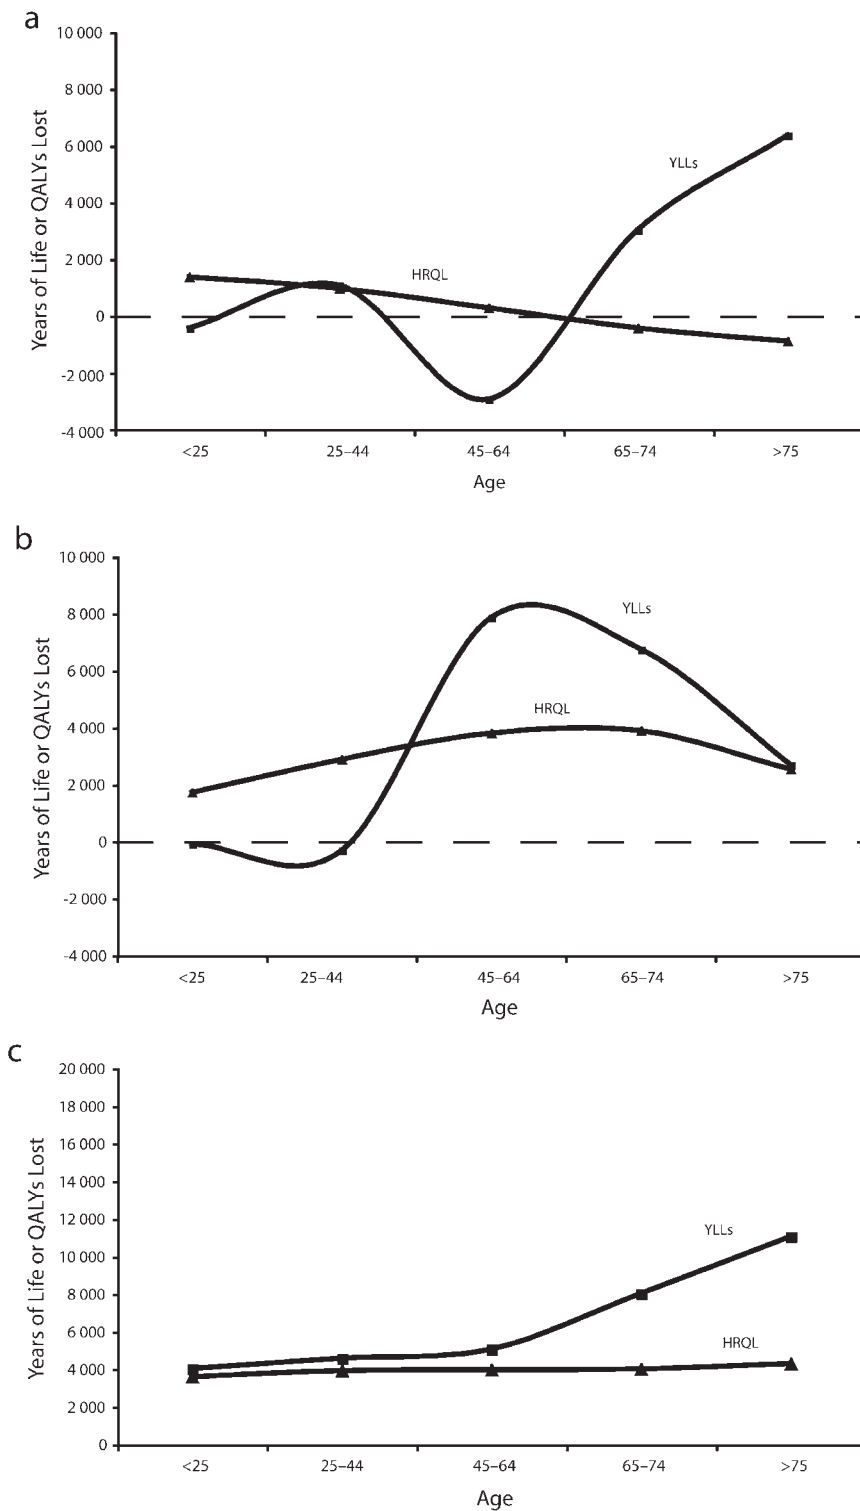 a
10 000
8 000
6 000
4 000
2 000
0
-2 000
-4 000
Years of Life or QALYs Lost
YLLs
HRQL
<25 25–44 45–64 65–74 >75
Age
b
10 000
8 000
6 000
4 000
2 000
0
-2 000
-4 000
Years of Life or QALYs Lost
YLLs
HRQL
<25 25–44 45–64 65–74 >75
Age
c
20 000
18 000
16 000
14 000
12 000
10 000
8 000
6 000
4 000
2 000
0
Years of Life or QALYs Lost
YLLs
HRQL
<25 25–44 45–64 65–74 >75
Age